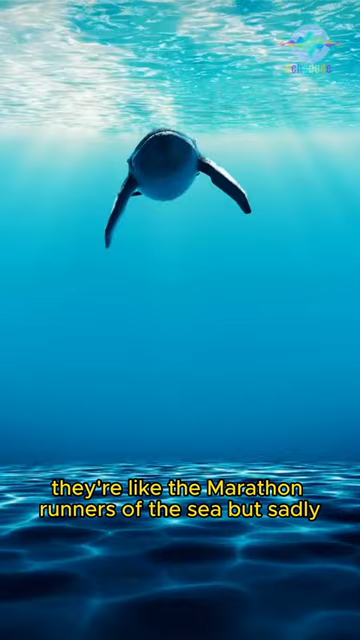 they're like the Marathon
runners of the sea but sadly